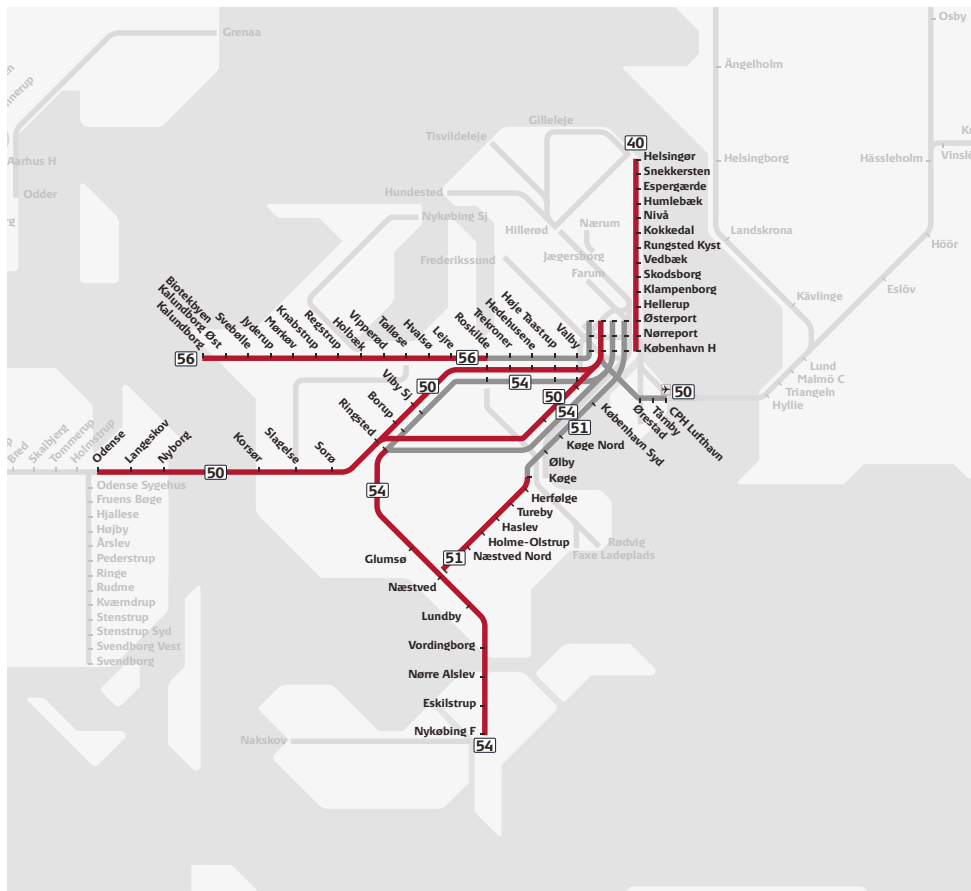 Osby
Grenaa
Ängelholm
Gilleleje
Tisvildeleje
40
Helsingør
Snekkersten
Espergærde
Humlebæk
Nivå
Kokkedal
Rungsted Kyst
Vedbæk
Skodsborg
Klampenborg
Hellerup
Østerport
Nørreport
København H
Helsingborg
Hässleholm
Aarhus H
Odder
Hundested
Nykøbing Sj
Nærum
Hillerød
Landskrona
Höör
Jægersborg
Frederikssund
Farum
Eslöv
Kävlinge
Lund
Malmö C
Triangeln
Hyllie
Biotekbyen
Kalundborg Øst
Kalundborg
Svebølle
Jyderup
Mørkøv
Knabstrup
Regstrup
Holbæk
Vipperød
Tølløse
Hvalsø
Lejre
Roskilde
Trekroner
Hedehusene
Høje Taastrup
Valby
56
56
Viby Sj
Borup
Ringsted
50
54
50
54
51
50
København Syd
Ørestad
Tårnby
CPH Lufthavn
Køge Nord
Ølby
Køge
Bred
Skalbjerg
Tommerup
Holmstrup
Odense
Langeskov
Nyborg
Korsør
Slagelse
Sorø
50
54
Odense Sygehus
Fruens Bøge
Hjallese
Højby
Årslev
Pederstrup
Ringe
Rudme
Kværndrup
Stenstrup
Stenstrup Syd
Svendborg Vest
Svendborg
Herfølge
Tureby
Haslev
Holme-Olstrup
Næstved Nord
51
Rødvig
Faxe Ladeplads
Glumsø
Næstved
Lundby
Vordingborg
Nørre Alslev
Eskilstrup
Nykøbing F
Nakskov
54